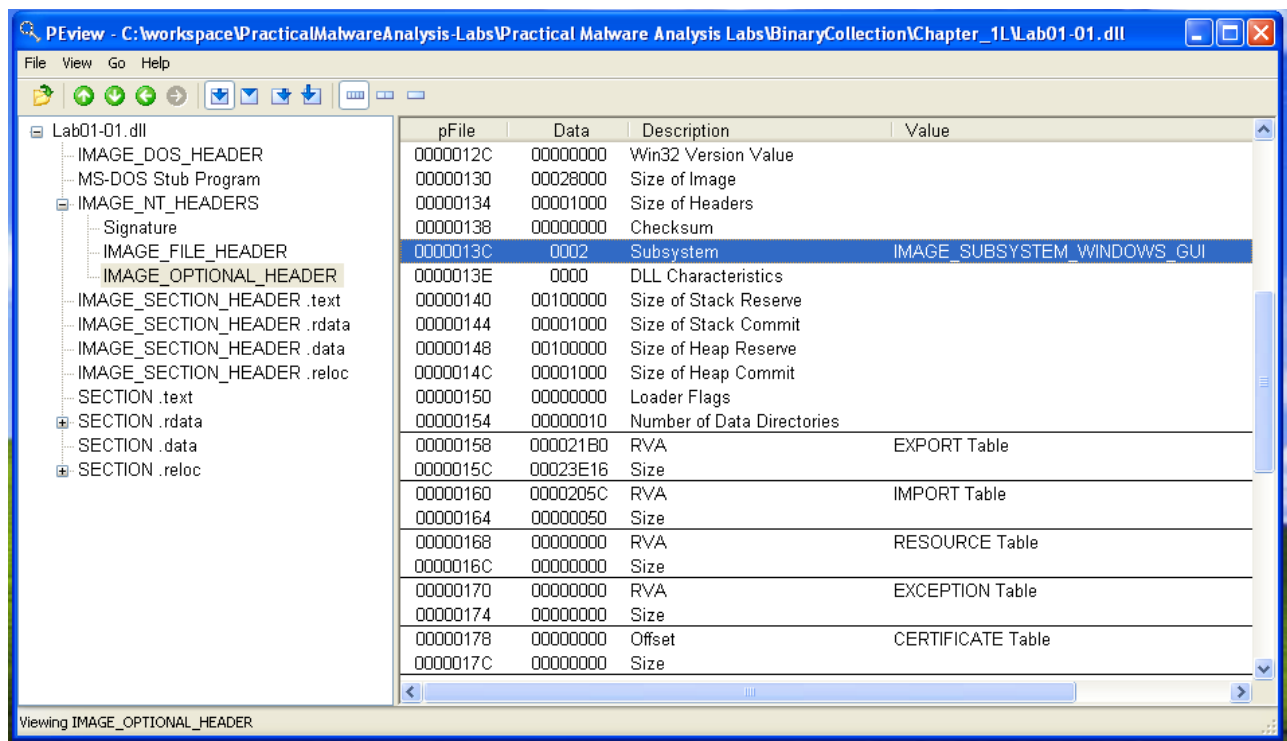 PEview - C:\workspace\PracticalMalwareAnalysis-Labs\Practical Malware Analysis Labs\BinaryCollection\Chapter_1L\Lab01-01.dll
File View Go Help
Lab01-01.dll
IMAGE_DOS_HEADER
MS-DOS Stub Program
IMAGE_NT_HEADERS
Signature
IMAGE_FILE_HEADER
IMAGE_OPTIONAL_HEADER
IMAGE_SECTION_HEADER .text
IMAGE_SECTION_HEADER .rdata
IMAGE_SECTION_HEADER .data
IMAGE_SECTION_HEADER .reloc
SECTION .text
SECTION .rdata
SECTION .data
SECTION .reloc
pFile Data Description Value
0000012C 00000000 Win32 Version Value
00000130 00028000 Size of Image
00000134 00001000 Size of Headers
00000138 00000000 Checksum
0000013C 0002 Subsystem IMAGE_SUBSYSTEM_WINDOWS_GUI
0000013E 0000 DLL Characteristics
00000140 00100000 Size of Stack Reserve
00000144 00001000 Size of Stack Commit
00000148 00100000 Size of Heap Reserve
0000014C 00001000 Size of Heap Commit
00000150 00000000 Loader Flags
00000154 00000010 Number of Data Directories
00000158 000021B0 RVA EXPORT Table
0000015C 00023E16 Size
00000160 0000205C RVA IMPORT Table
00000164 00000050 Size
00000168 00000000 RVA RESOURCE Table
0000016C 00000000 Size
00000170 00000000 RVA EXCEPTION Table
00000174 00000000 Size
00000178 00000000 Offset CERTIFICATE Table
0000017C 00000000 Size
Viewing IMAGE_OPTIONAL_HEADER